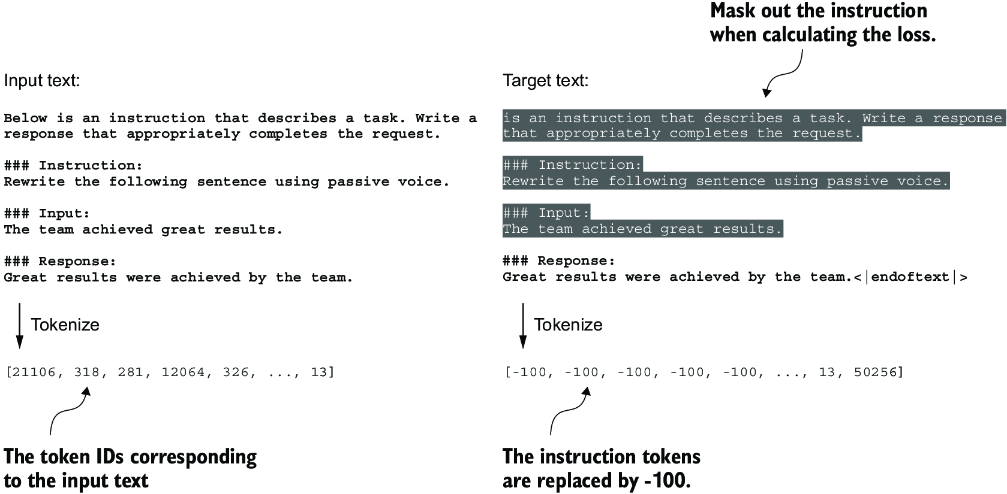 Mask out the instruction
when calculating the loss.
Input text:
Below is an instruction that describes a task. Write a
response that appropriately completes the request.
### Instruction:
Rewrite the following sentence using passive voice.
### Input:
The team achieved great results.
### Response:
Great results were achieved by the team.
Tokenize
[21106, 318, 281, 12064, 326, ..., 13]
The token IDs corresponding
to the input text
Target text:
is an instruction that describes a task. Write a response
that appropriately completes the request.
### Instruction:
Rewrite the following sentence using passive voice.
### Input:
The team achieved great results.
### Response:
Great results were achieved by the team.<|endoftext|>
Tokenize
[-100, -100, -100, -100, -100, ..., 13, 50256]
The instruction tokens
are replaced by -100.